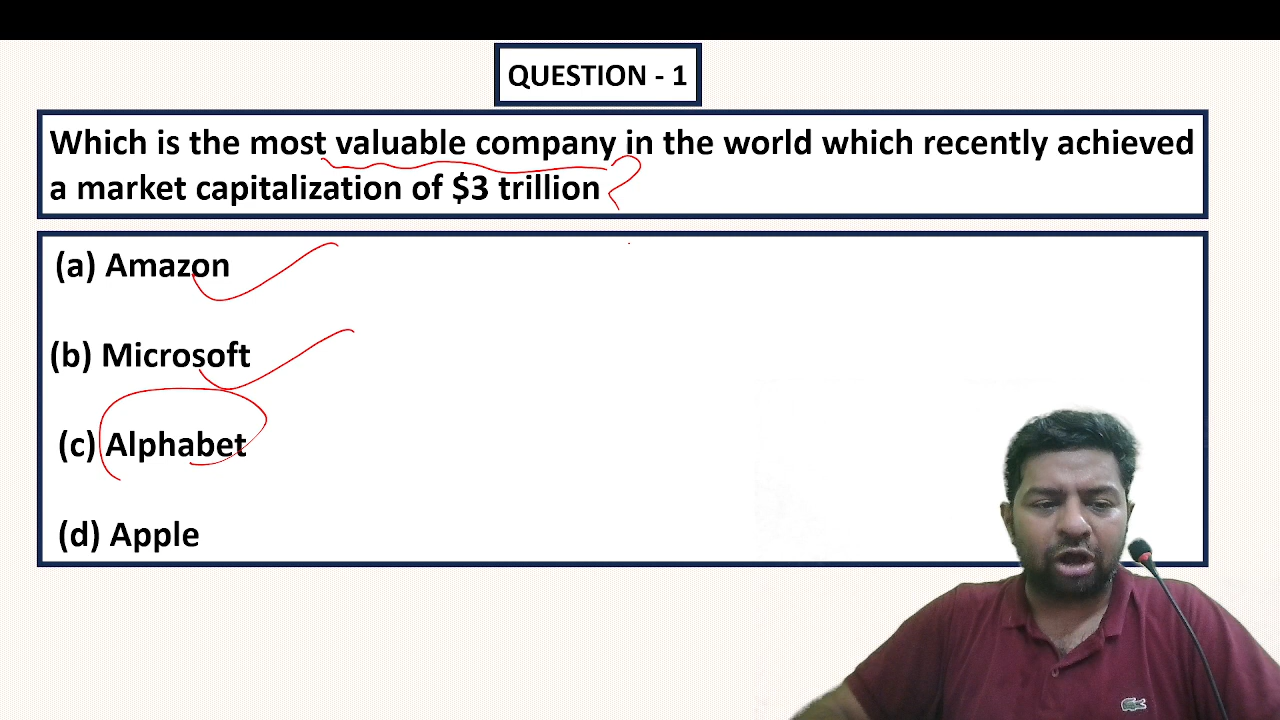 QUESTION - 1
Which is the most valuable company in the world which recently achieved
a market capitalization of $3 trillion ?
(a) Amazon
(b) Microsoft
(c) Alphabet
(d) Apple